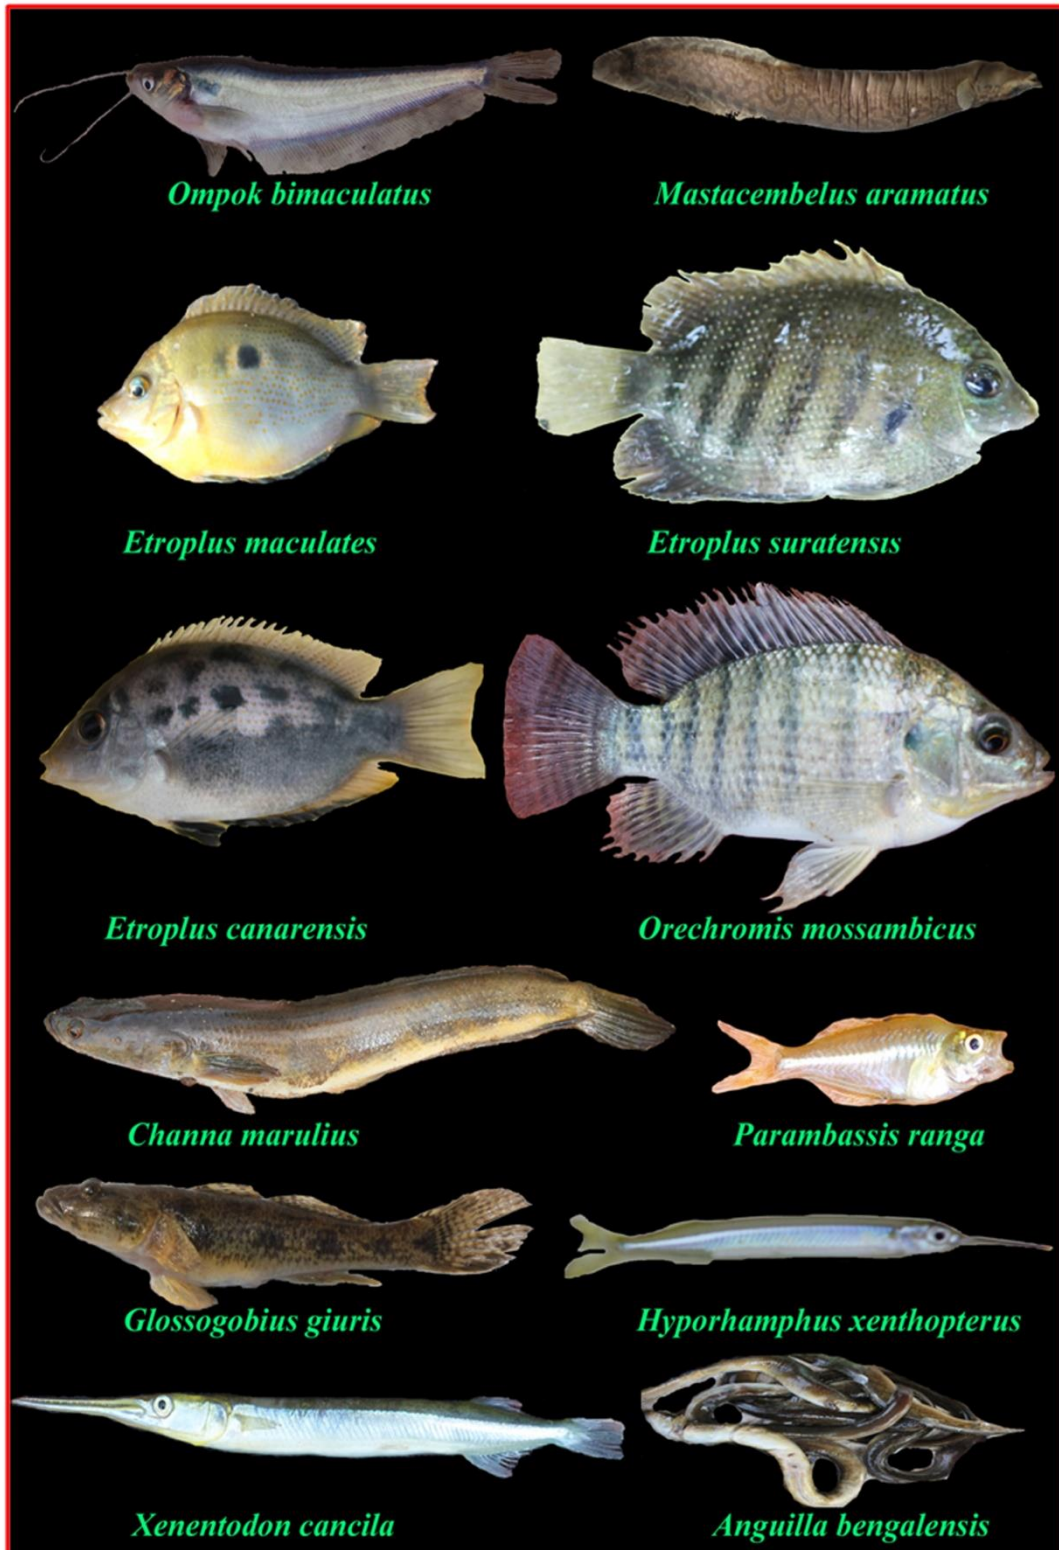 Ompok bimaculatus
Mastacembelus aramatus
Etroplus maculates
Etroplus suratensis
Etroplus canarensis
Orechromis mossambicus
Channa marulius
Parambassis ranga
Glossogobius giuris
Hyporhamphus xenthopterus
Xenentodon cancila
Anguilla bengalensis